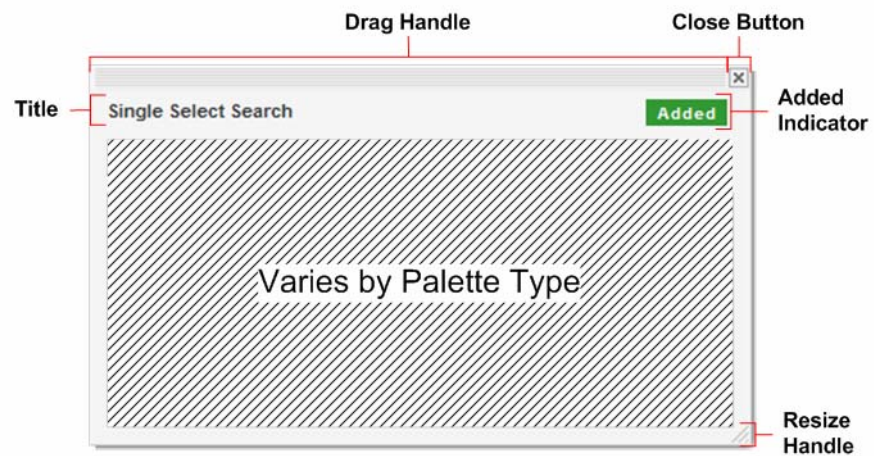 Drag Handle
Close Button
Title
Single Select Search
Added
Added
Indicator
Varies by Palette Type
Resize
Handle